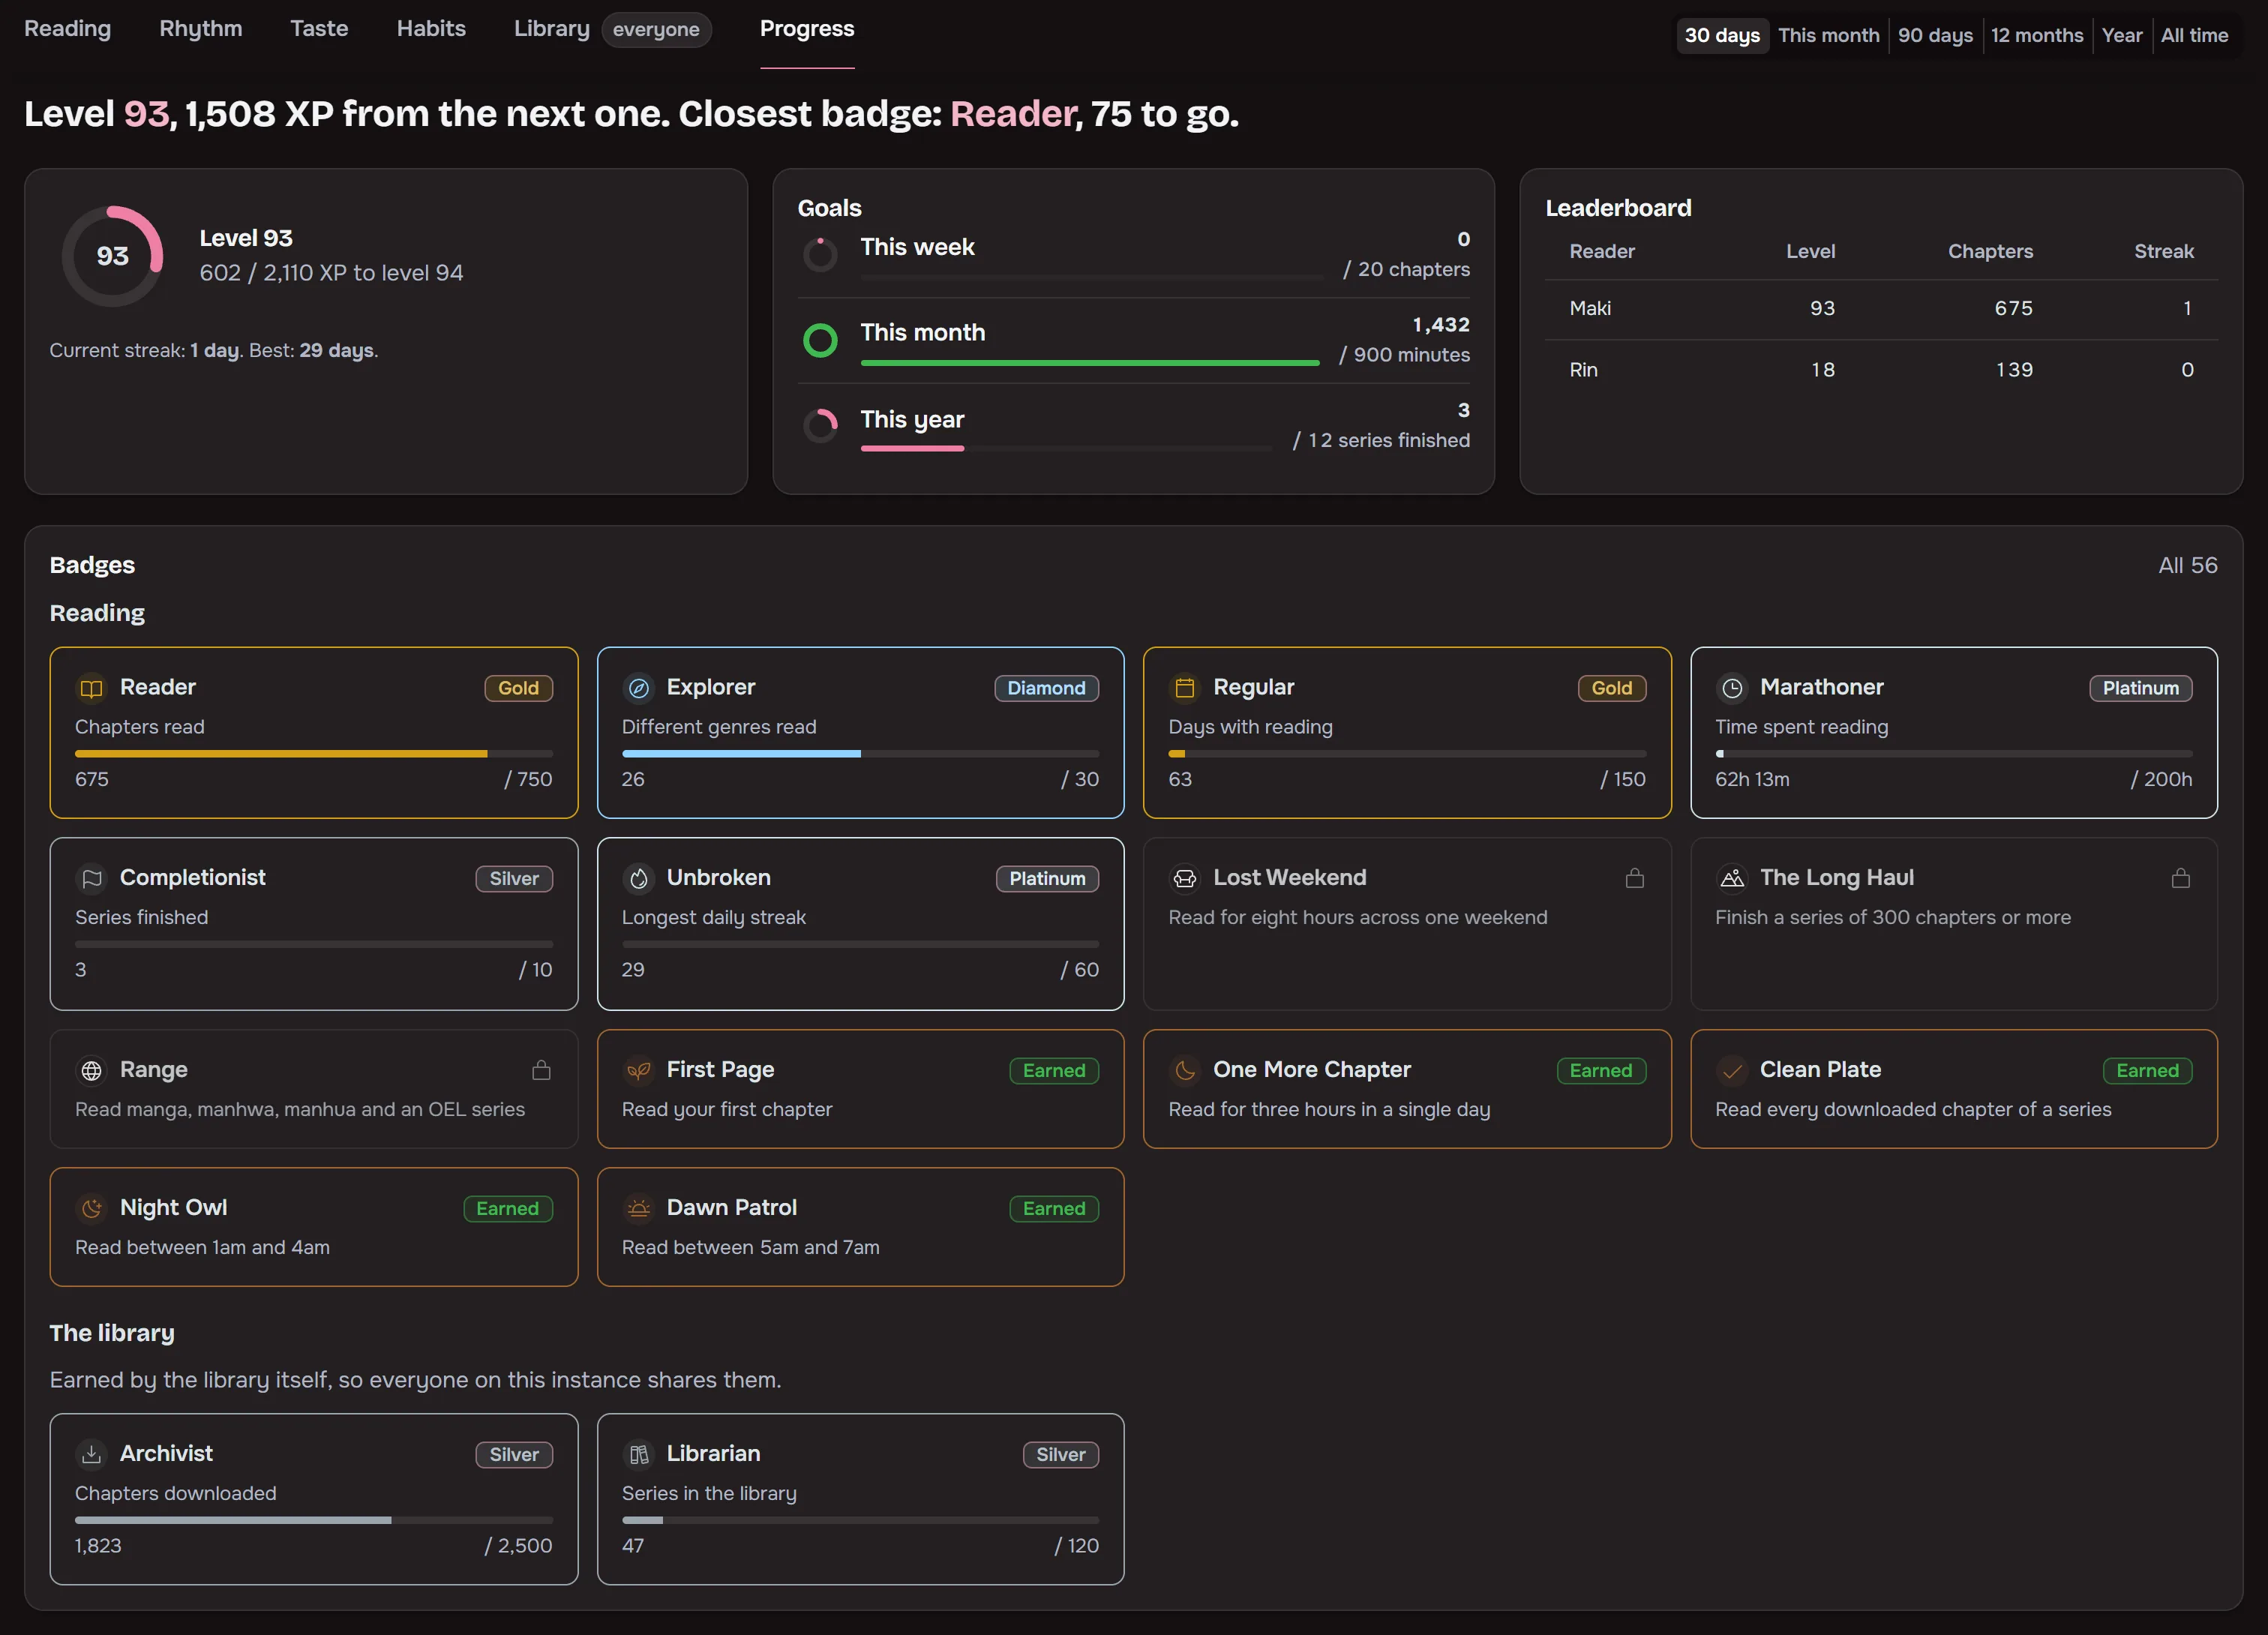 Reading Rhythm Taste Habits Library everyone Progress
30 days This month 90 days 12 months Year All time
Level 93, 1,508 XP from the next one. Closest badge: Reader, 75 to go.
93
Level 93
602 / 2,110 XP to level 94
Current streak: 1 day. Best: 29 days.
Goals
This week
0
/ 20 chapters
This month
1,432
/ 900 minutes
This year
3
/ 12 series finished
Leaderboard
Reader Level Chapters Streak
Maki 93 675 1
Rin 18 139 0
Badges
All 56
Reading
Reader Gold
Chapters read
675 / 750
Explorer Diamond
Different genres read
26 / 30
Regular Gold
Days with reading
63 / 150
Marathoner Platinum
Time spent reading
62h 13m / 200h
Completionist Silver
Series finished
3 / 10
Unbroken Platinum
Longest daily streak
29 / 60
Lost Weekend
Read for eight hours across one weekend
The Long Haul
Finish a series of 300 chapters or more
Range
Read manga, manhwa, manhua and an OEL series
First Page Earned
Read your first chapter
One More Chapter Earned
Read for three hours in a single day
Clean Plate Earned
Read every downloaded chapter of a series
Night Owl Earned
Read between 1am and 4am
Dawn Patrol Earned
Read between 5am and 7am
The library
Earned by the library itself, so everyone on this instance shares them.
Archivist Silver
Chapters downloaded
1,823 / 2,500
Librarian Silver
Series in the library
47 / 120